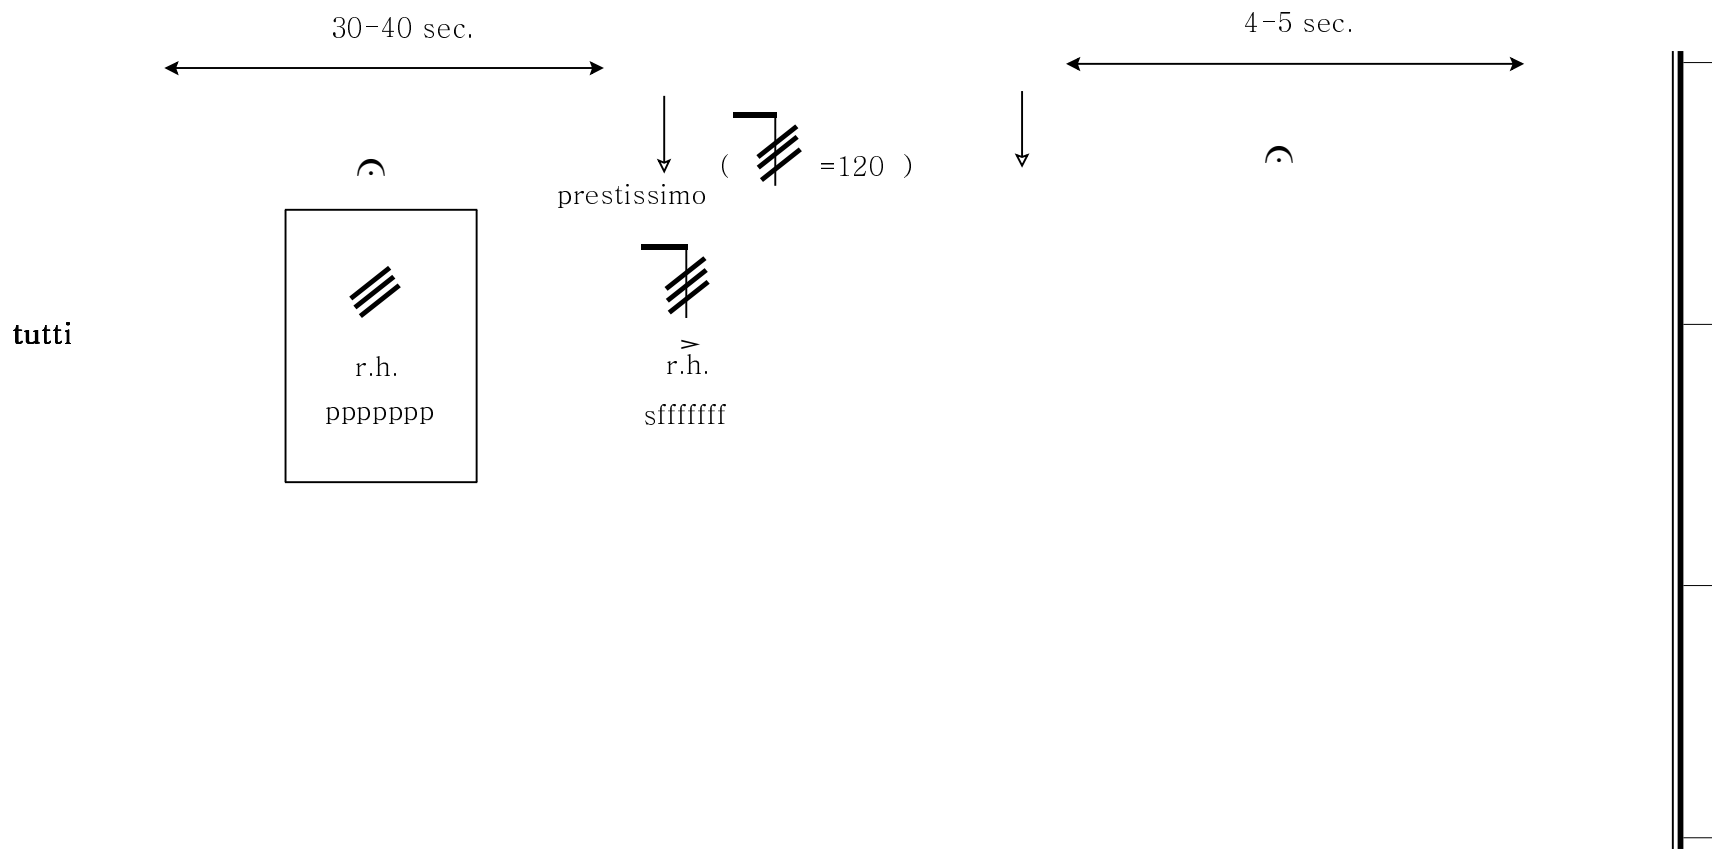 30-40 sec.
4-5 sec.
( =120 )
prestissimo
tutti
r.h.
ppppppp
>
r.h.
sfffffff